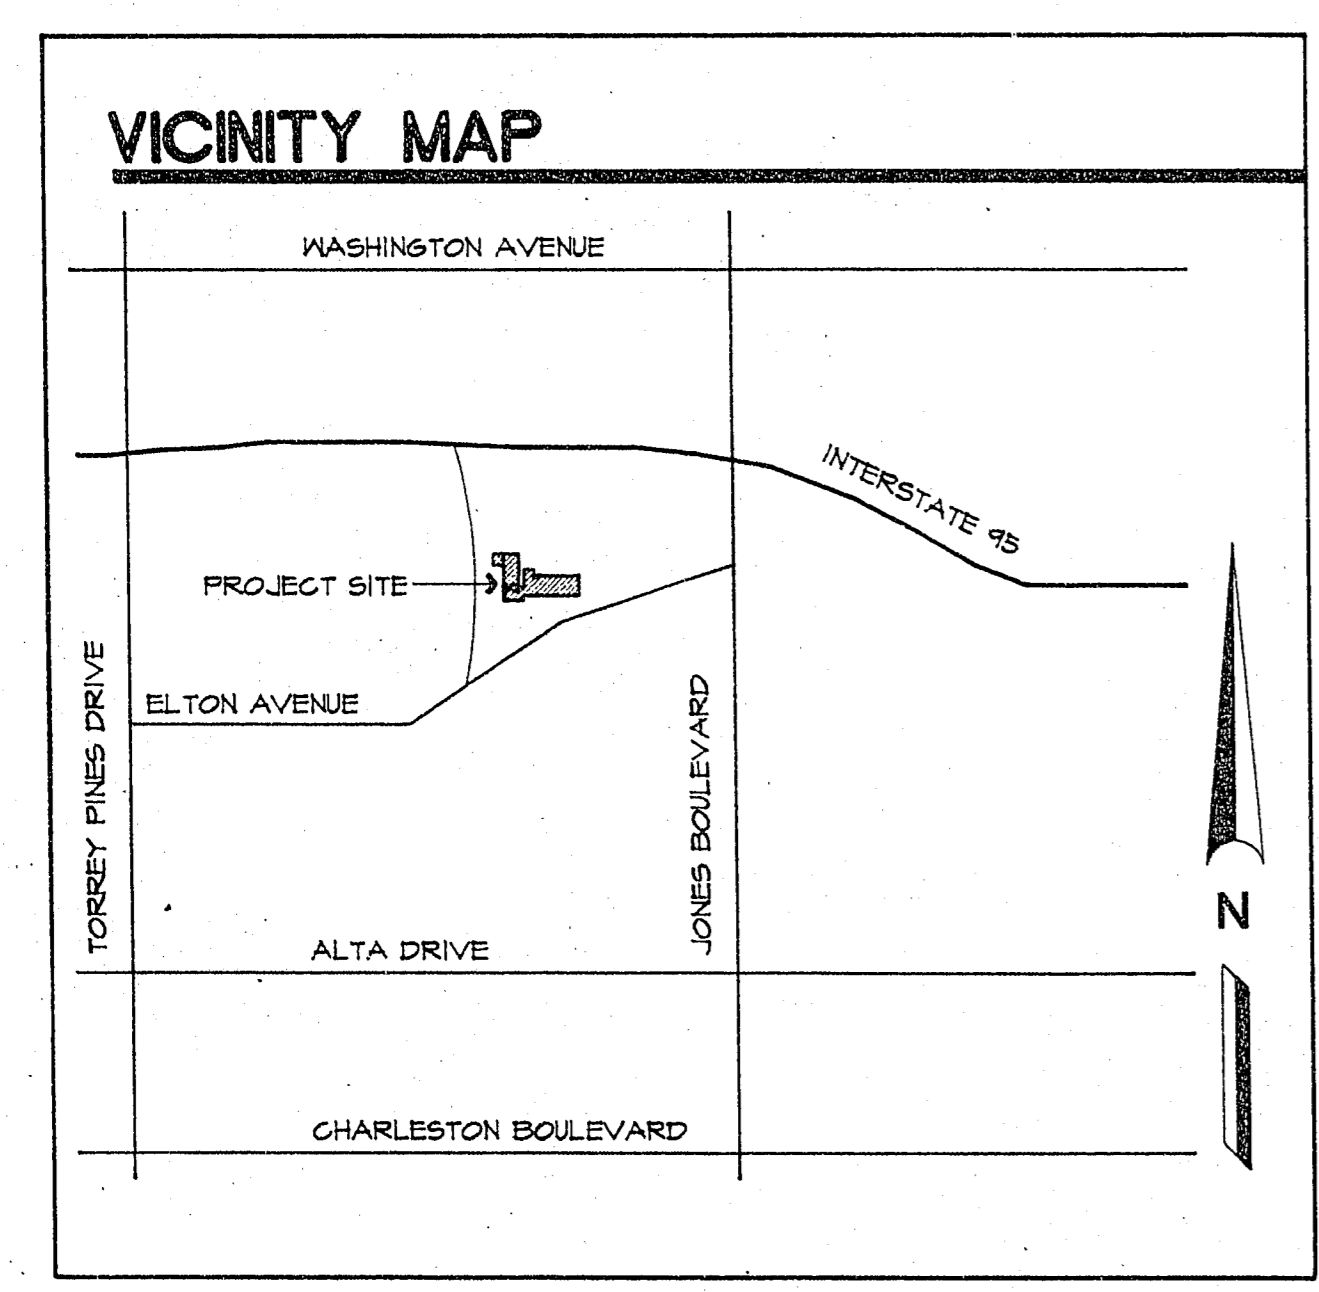 VICINITY MAP
WASHINGTON AVENUE
INTERSTATE 95
PROJECT SITE
TORREY PINES DRIVE
ELTON AVENUE
JONES BOULEVARD
N
ALTA DRIVE
CHARLESTON BOULEVARD